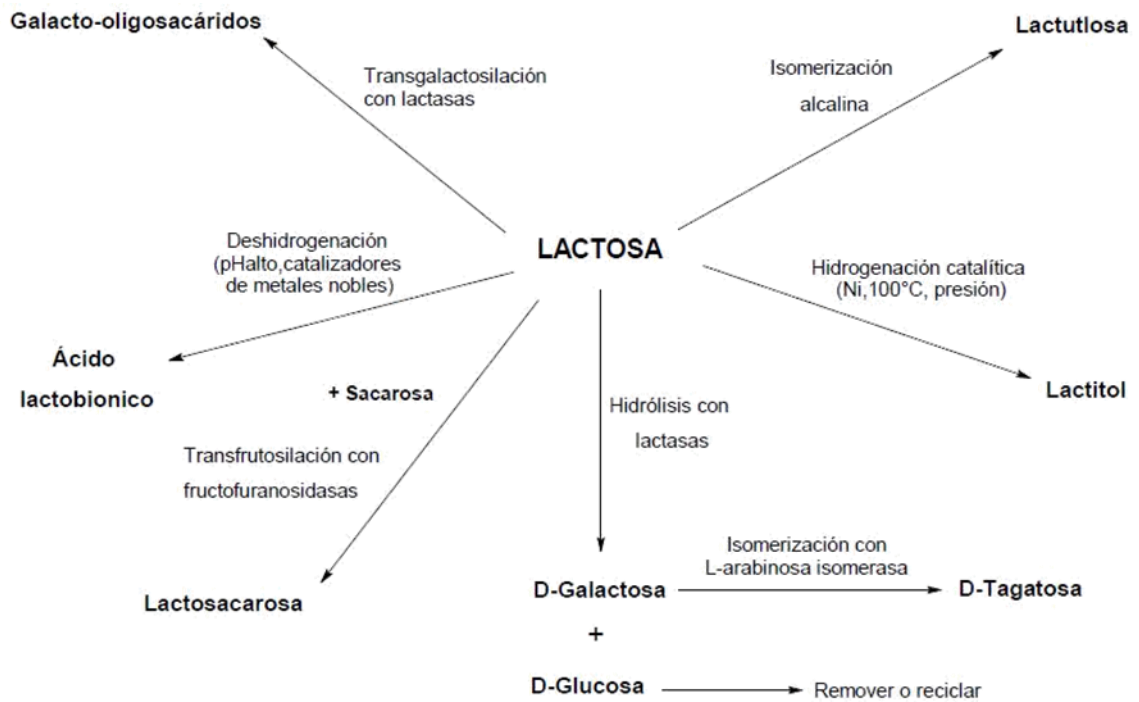 Galacto-oligosacáridos
Lactutlosa
Transgalactosilación
con lactasas
Isomerización
alcalina
LACTOSA
Deshidrogenación
(pHalto,catalizadores
de metales nobles)
Hidrogenación catalítica
(Ni,100°C, presión)
Ácido
lactobionico
+ Sacarosa
Lactitol
Hidrólisis con
lactasas
Transfrutosilación con
fructofuranosidasas
Isomerización con
L-arabinosa isomerasa
Lactosacarosa
D-Galactosa
D-Tagatosa
+
D-Glucosa
Remover o reciclar